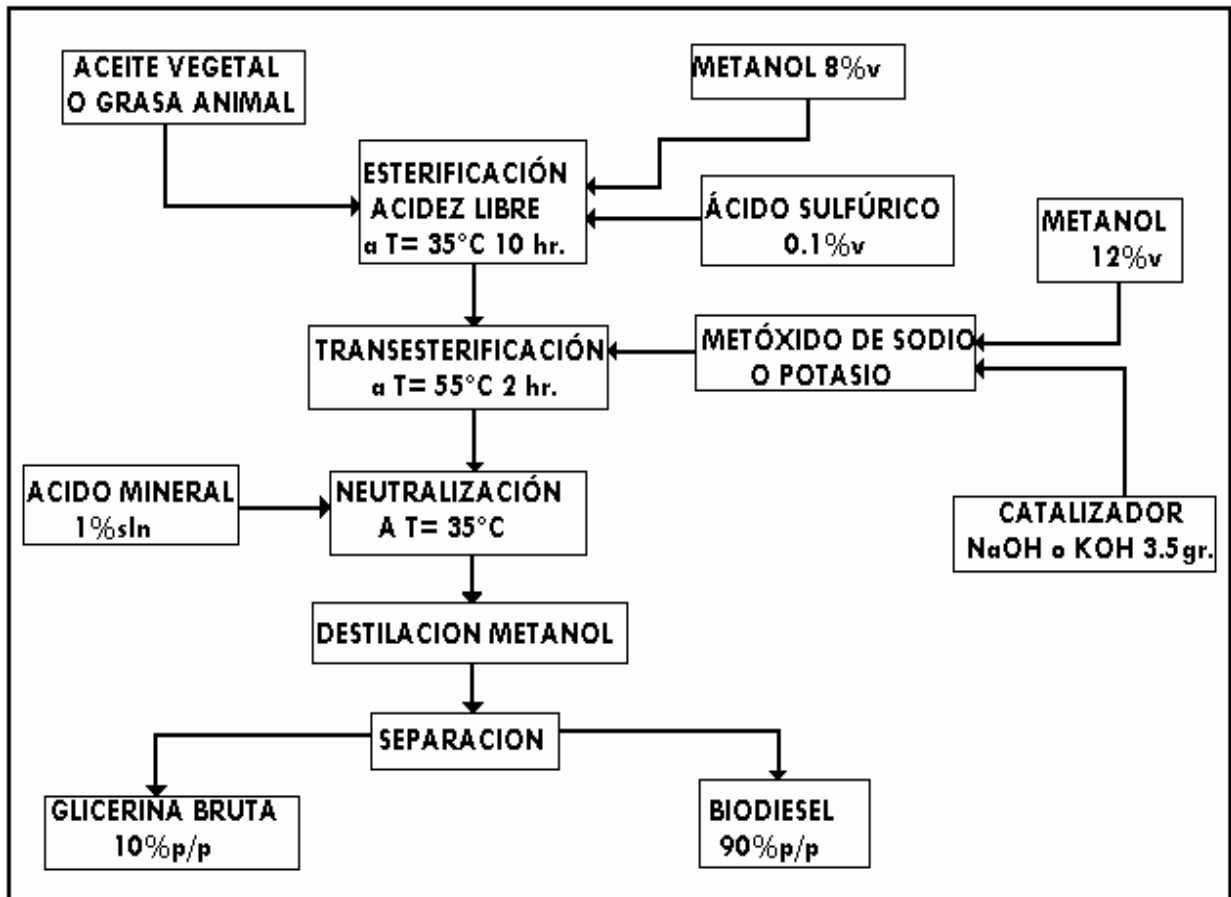 ACEITE VEGETAL
O GRASA ANIMAL
METANOL 8%v
ESTERIFICACIÓN
ACIDEZ LIBRE
a T= 35°C 10 hr.
ÁCIDO SULFÚRICO
0.1%v
METANOL
12%v
TRANSESTERIFICACIÓN
a T= 55°C 2 hr.
METÓXIDO DE SODIO
O POTASIO
ACIDO MINERAL
1%sln
NEUTRALIZACIÓN
A T= 35°C
CATALIZADOR
NaOH o KOH 3.5gr.
DESTILACION METANOL
SEPARACION
GLICERINA BRUTA
10%p/p
BIODIESEL
90%p/p